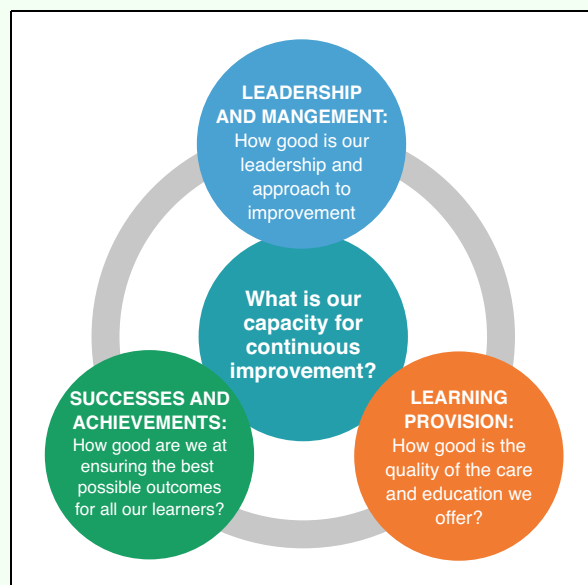 LEADERSHIP
AND MANGEMENT:
How good is our
leadership and
approach to
improvement
What is our
capacity for
continuous
improvement?
SUCCESSES AND
ACHIEVEMENTS:
How good are we at
ensuring the best
possible outcomes
for all our learners?
LEARNING
PROVISION:
How good is the
quality of the care
and education we
offer?